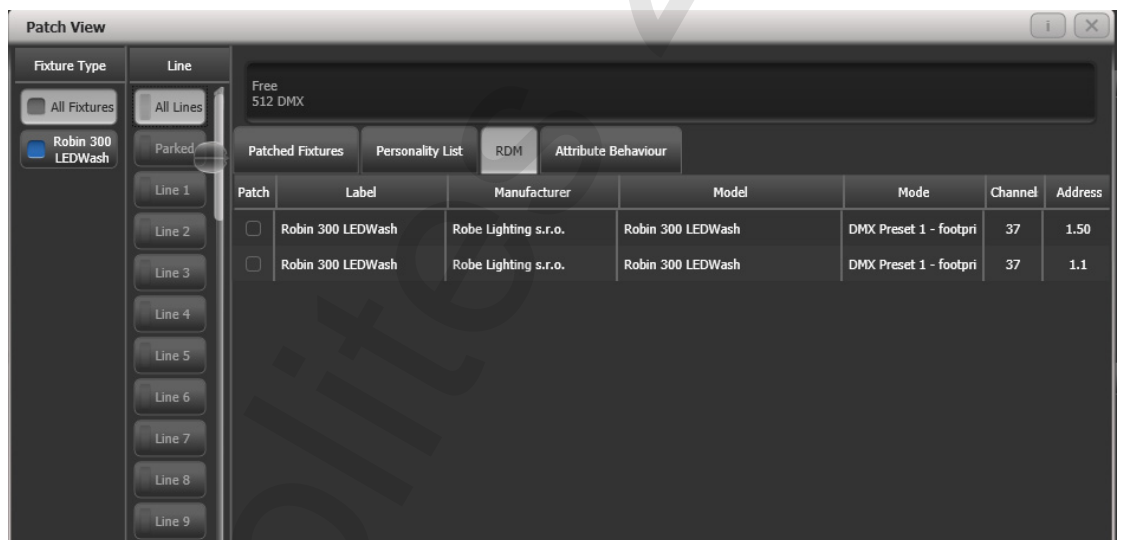 Patch View
i
Fixture Type
Line
All Fixtures
Robin 300
LEDWash
All Lines
Parked
Line 1
Line 2
Line 3
Line 4
Line 5
Line 6
Line 7
Line 8
Line 9
Free
512 DMX
Patched Fixtures Personality List RDM Attribute Behaviour
Patch Label Manufacturer Model Mode Channel Address
Robin 300 LEDWash Robe Lighting s.r.o. Robin 300 LEDWash DMX Preset 1 - footpri 37 1.50
Robin 300 LEDWash Robe Lighting s.r.o. Robin 300 LEDWash DMX Preset 1 - footpri 37 1.1